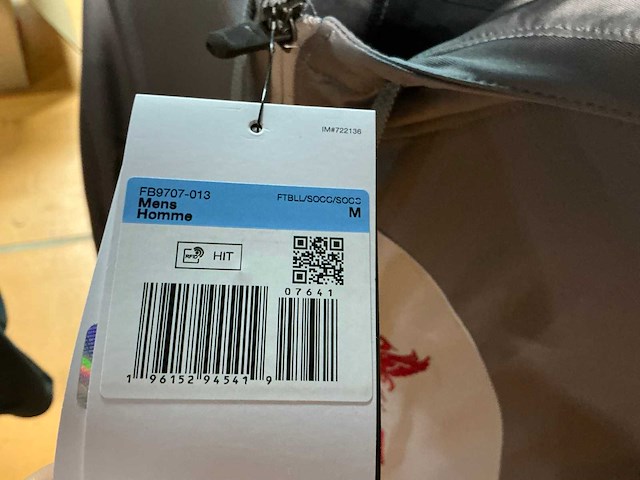 IM#722136
FB9707-013
FTBLL/SOCC/SOCC
Mens
Homme
M
RFID
HIT
07641
1 96152 94541 9